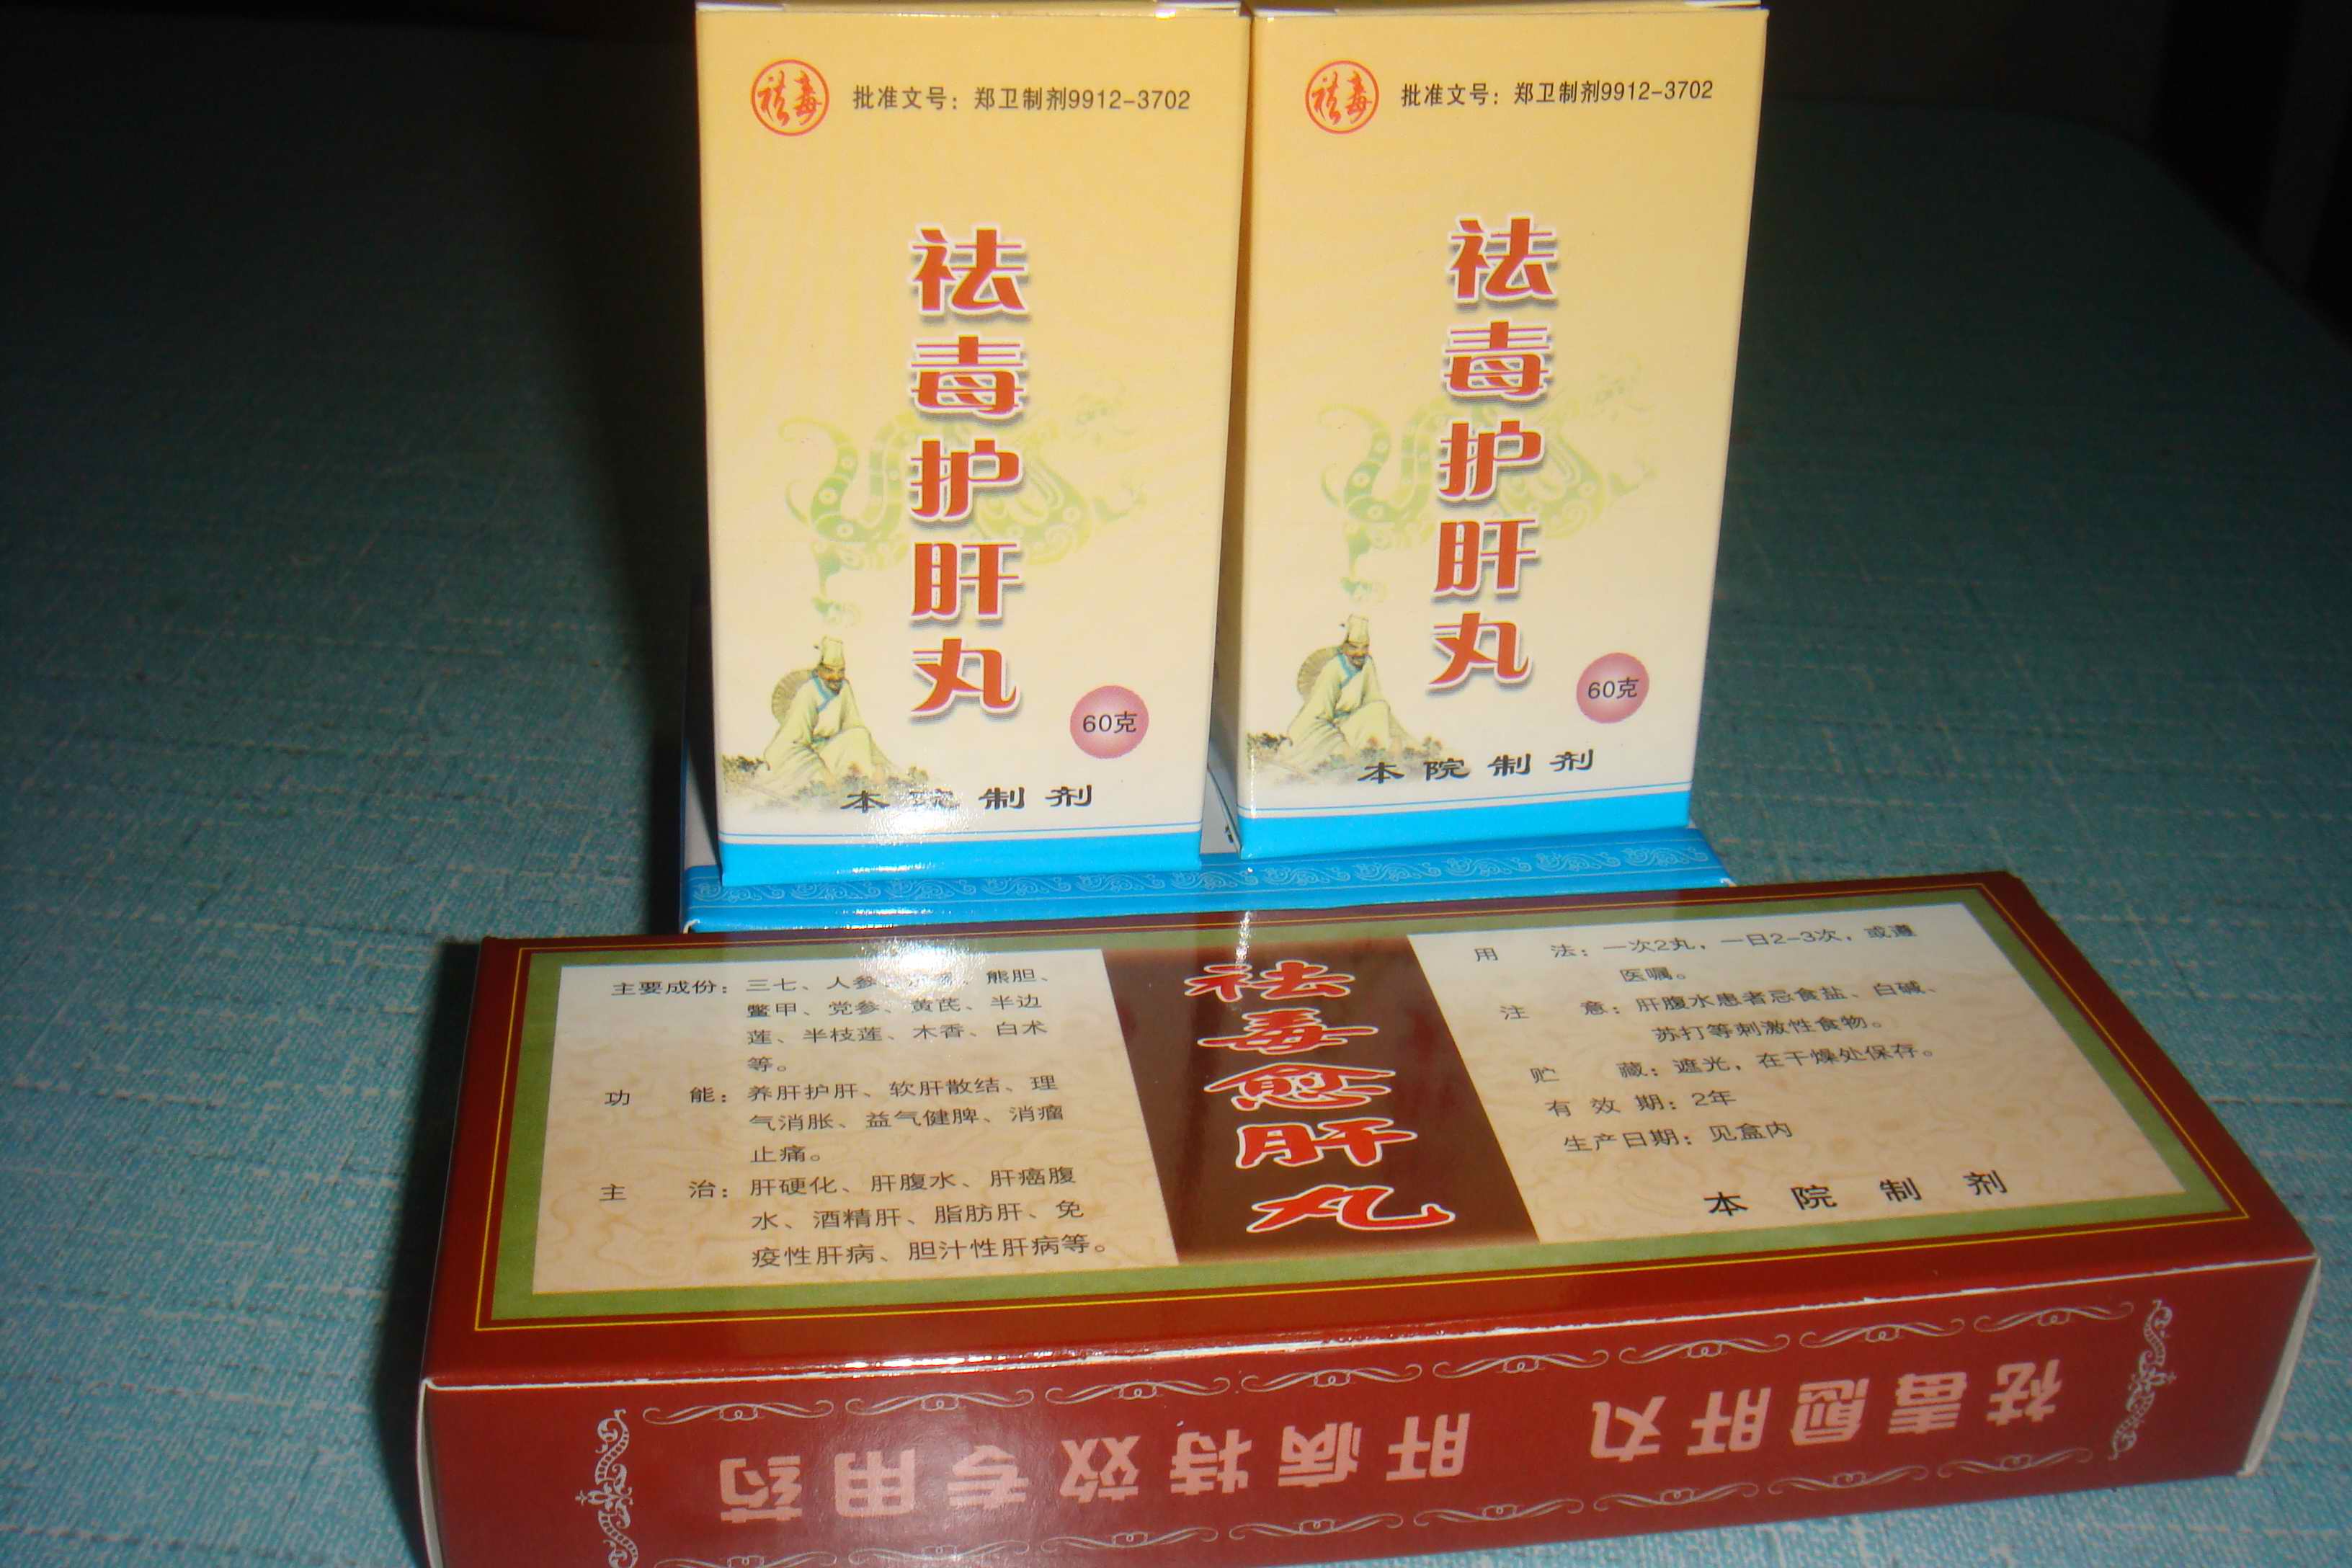 祛毒
批准文号：郑卫制剂9912-3702
祛毒护肝丸
60克
本院制剂
祛毒
批准文号：郑卫制剂9912-3702
祛毒护肝丸
60克
本院制剂
主要成份：三七、人参、 熊胆、
鳖甲、党参、黄芪、半边
莲、半枝莲、木香、白术
等。
功 能：养肝护肝、软肝散结、理
气消胀、益气健脾、消瘤
止痛。
主 治：肝硬化、肝腹水、肝癌腹
水、酒精肝、脂肪肝、免
疫性肝病、胆汁性肝病等。
祛毒愈肝丸
用 法：一次2丸，一日2-3次，或遵
医嘱。
注 意：肝腹水患者忌食盐、白碱、
苏打等刺激性食物。
贮 藏：遮光，在干燥处保存。
有 效 期：2年
生产日期：见盒内
本院制剂
祛毒愈肝丸 肝病特效专用药